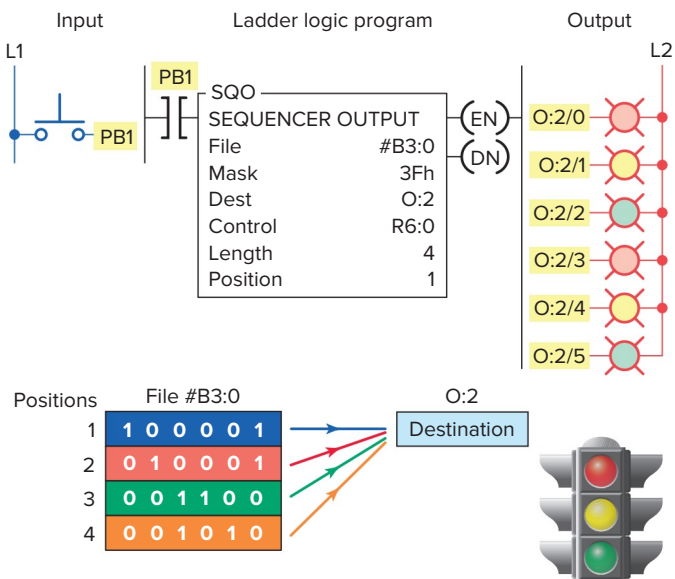 Input Ladder logic program Output
L1 L2
PB1
PB1
SQO
SEQUENCER OUTPUT
File #B3:0
Mask 3Fh
Dest O:2
Control R6:0
Length 4
Position 1
EN
DN
O:2/0
O:2/1
O:2/2
O:2/3
O:2/4
O:2/5
Positions File #B3:0 O:2
1 1 0 0 0 0 1
2 0 1 0 0 0 1
3 0 0 1 1 0 0
4 0 0 1 0 1 0
Destination